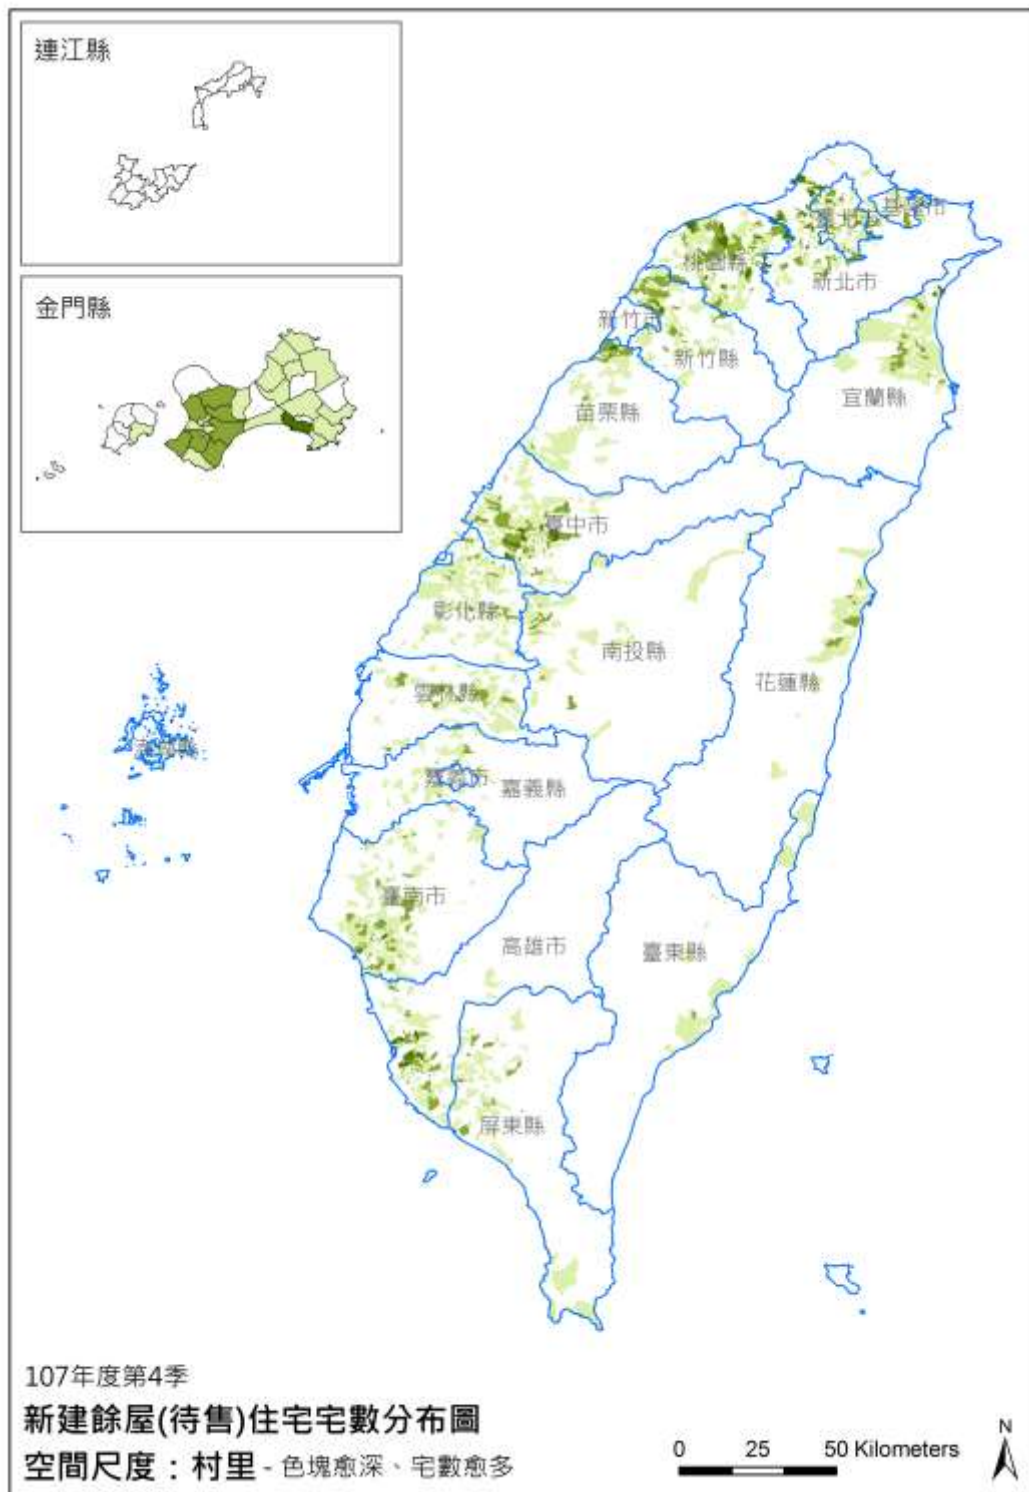 連江縣
金門縣
基隆市
臺北市
桃園縣
新北市
新竹市
新竹縣
宜蘭縣
苗栗縣
臺中市
彰化縣
南投縣
花蓮縣
雲林縣
澎湖縣
嘉義市
嘉義縣
臺南市
高雄市
臺東縣
屏東縣
107年度第4季
新建餘屋(待售)住宅宅數分布圖
空間尺度：村里 - 色塊愈深、宅數愈多
0 25 50 Kilometers
N